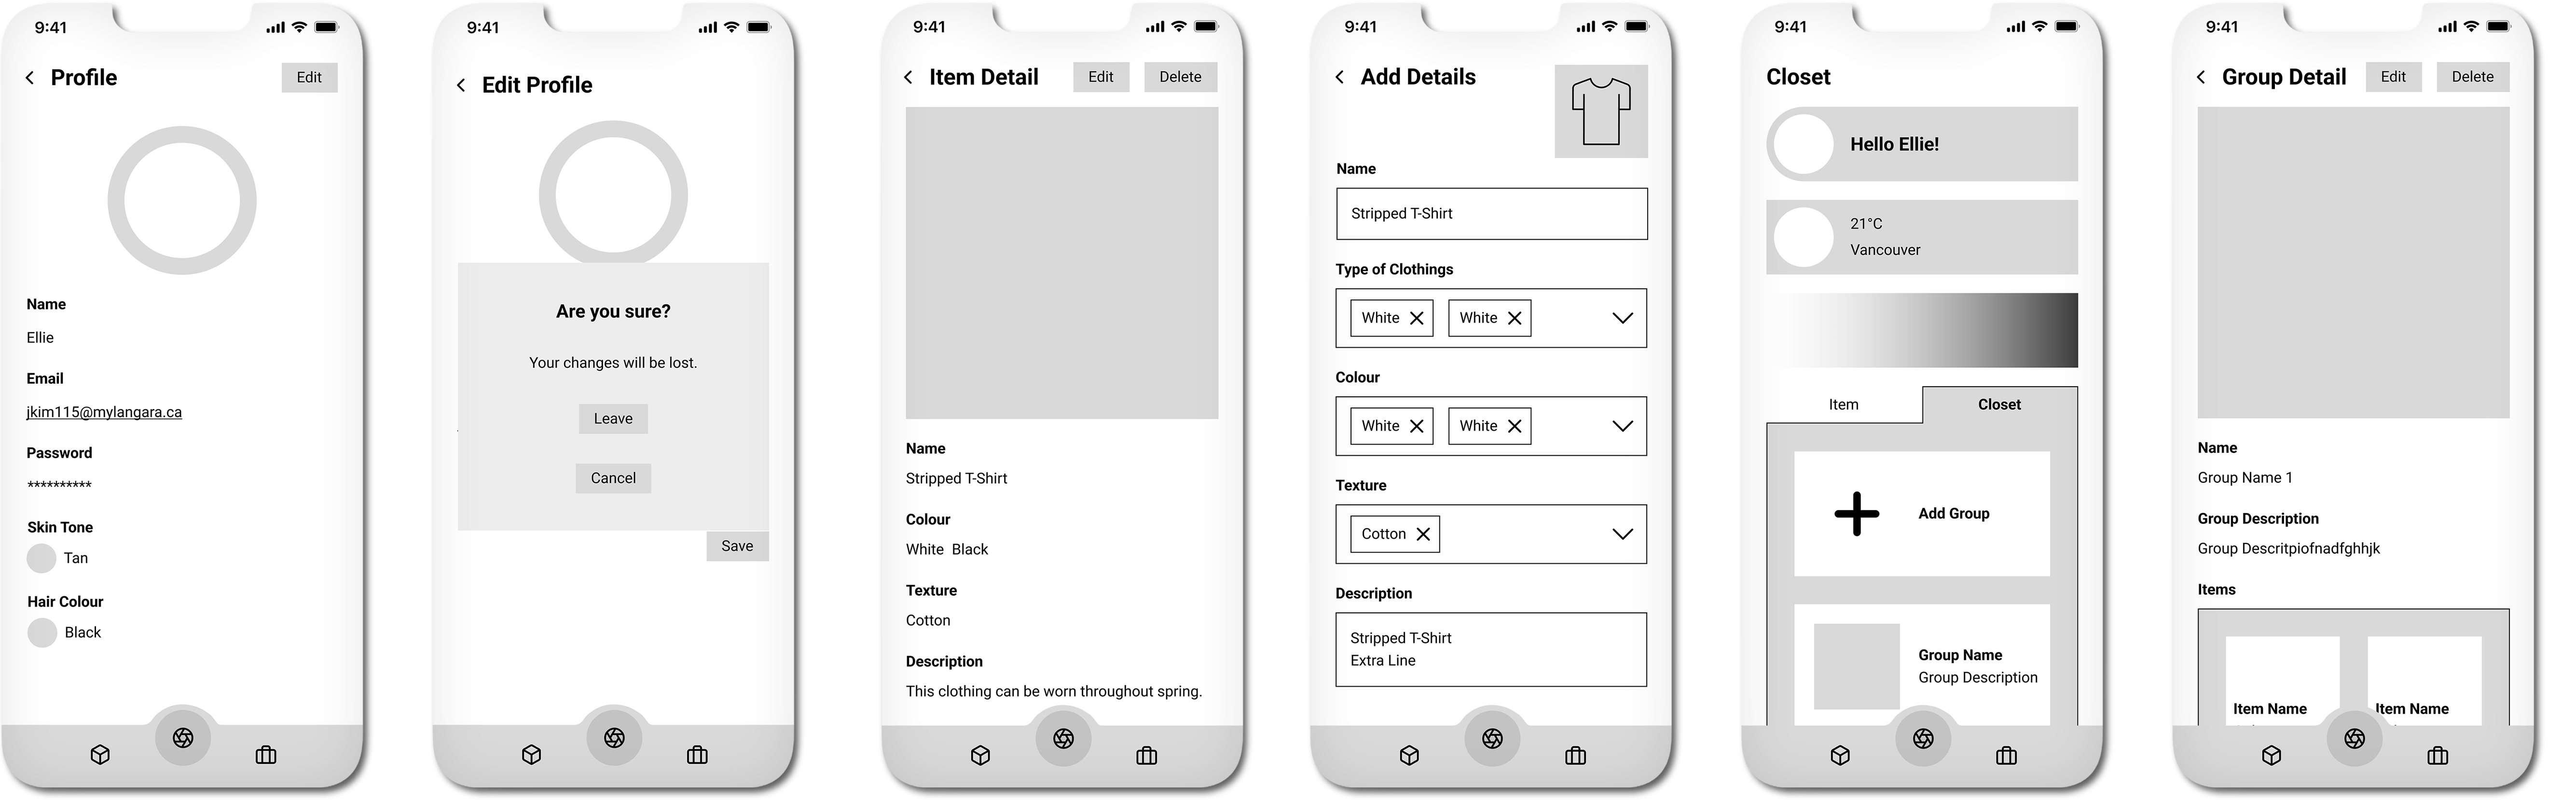 9:41
Profile
Edit
Name
Ellie
Email
jkim115@mylangara.ca
Password
**********
Skin Tone
Tan
Hair Colour
Black
9:41
Edit Profile
Are you sure?
Your changes will be lost.
Leave
Cancel
Save
9:41
Item Detail
Edit
Delete
Name
Stripped T-Shirt
Colour
White Black
Texture
Cotton
Description
This clothing can be worn throughout spring.
9:41
Add Details
Name
Stripped T-Shirt
Type of Clothings
White White
Colour
White White
Texture
Cotton
Description
Stripped T-Shirt
Extra Line
9:41
Closet
Hello Ellie!
21°C
Vancouver
Item
Closet
Add Group
Group Name
Group Description
9:41
Group Detail
Edit
Delete
Name
Group Name 1
Group Description
Group Descritpiofnadfghhjk
Items
Item Name
Item Name